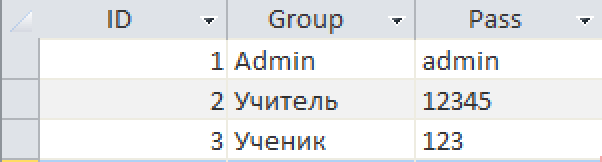 ID Group Pass
1 Admin admin
2 Учитель 12345
3 Ученик 123